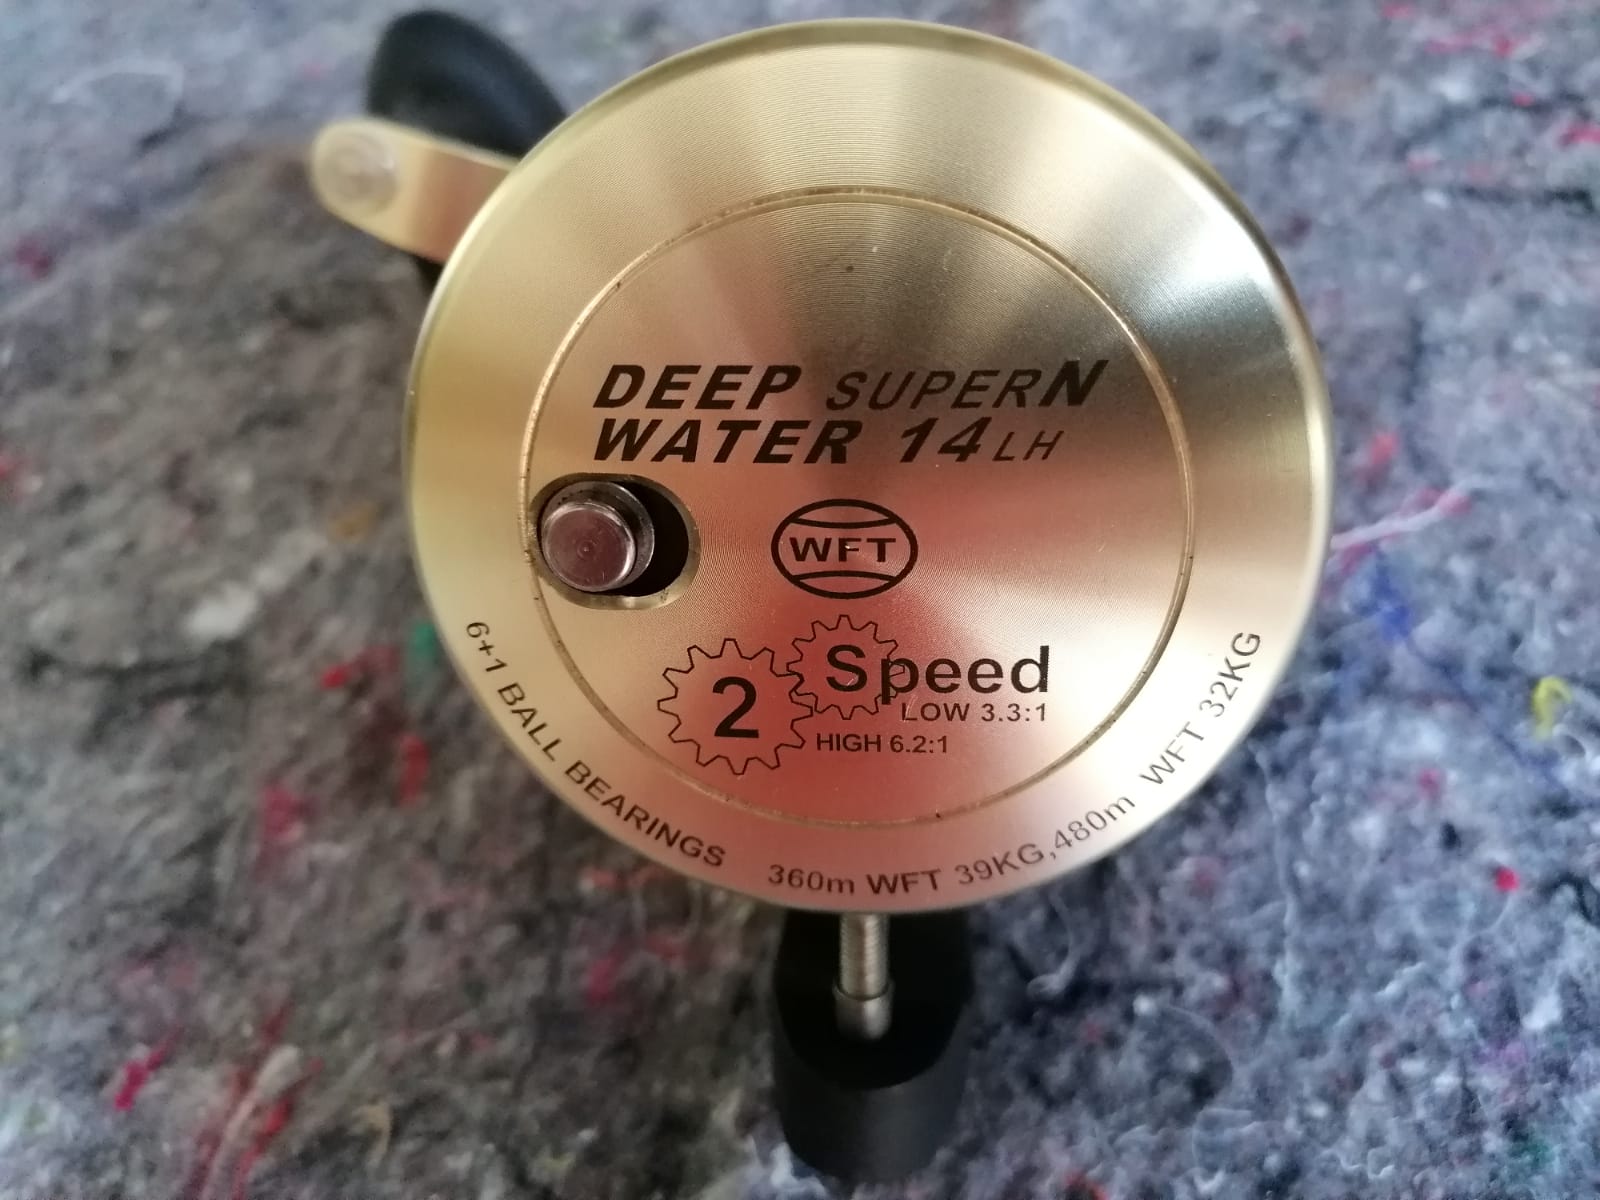 DEEP SUPERN
WATER 14LH
WFT
2 Speed
LOW 3.3:1
HIGH 6.2:1
6+1 BALL BEARINGS 360m WFT 39KG,480m WFT 32KG